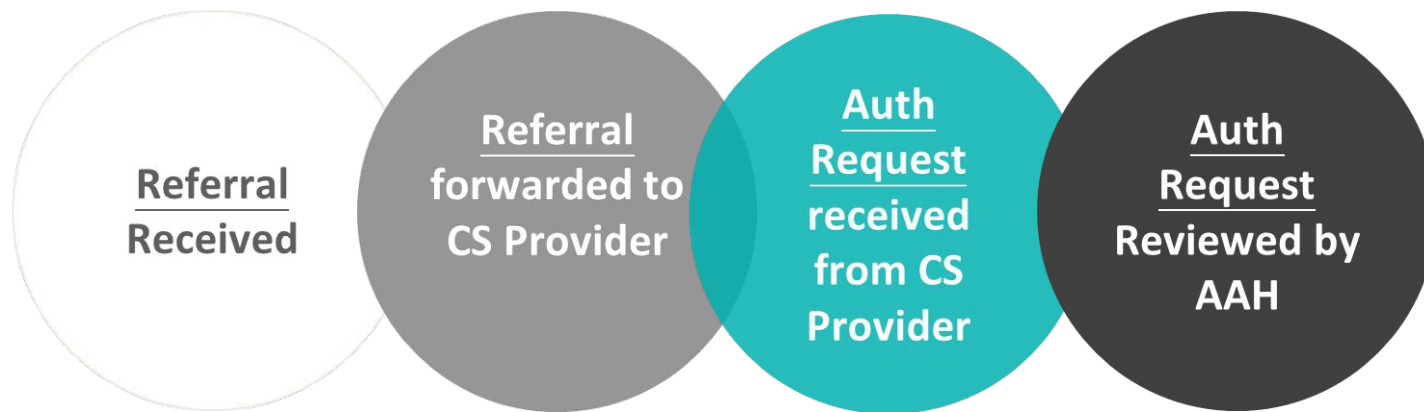 Referral
Received
Referral
forwarded to
CS Provider
Auth
Request
received
from CS
Provider
Auth
Request
Reviewed by
AAH